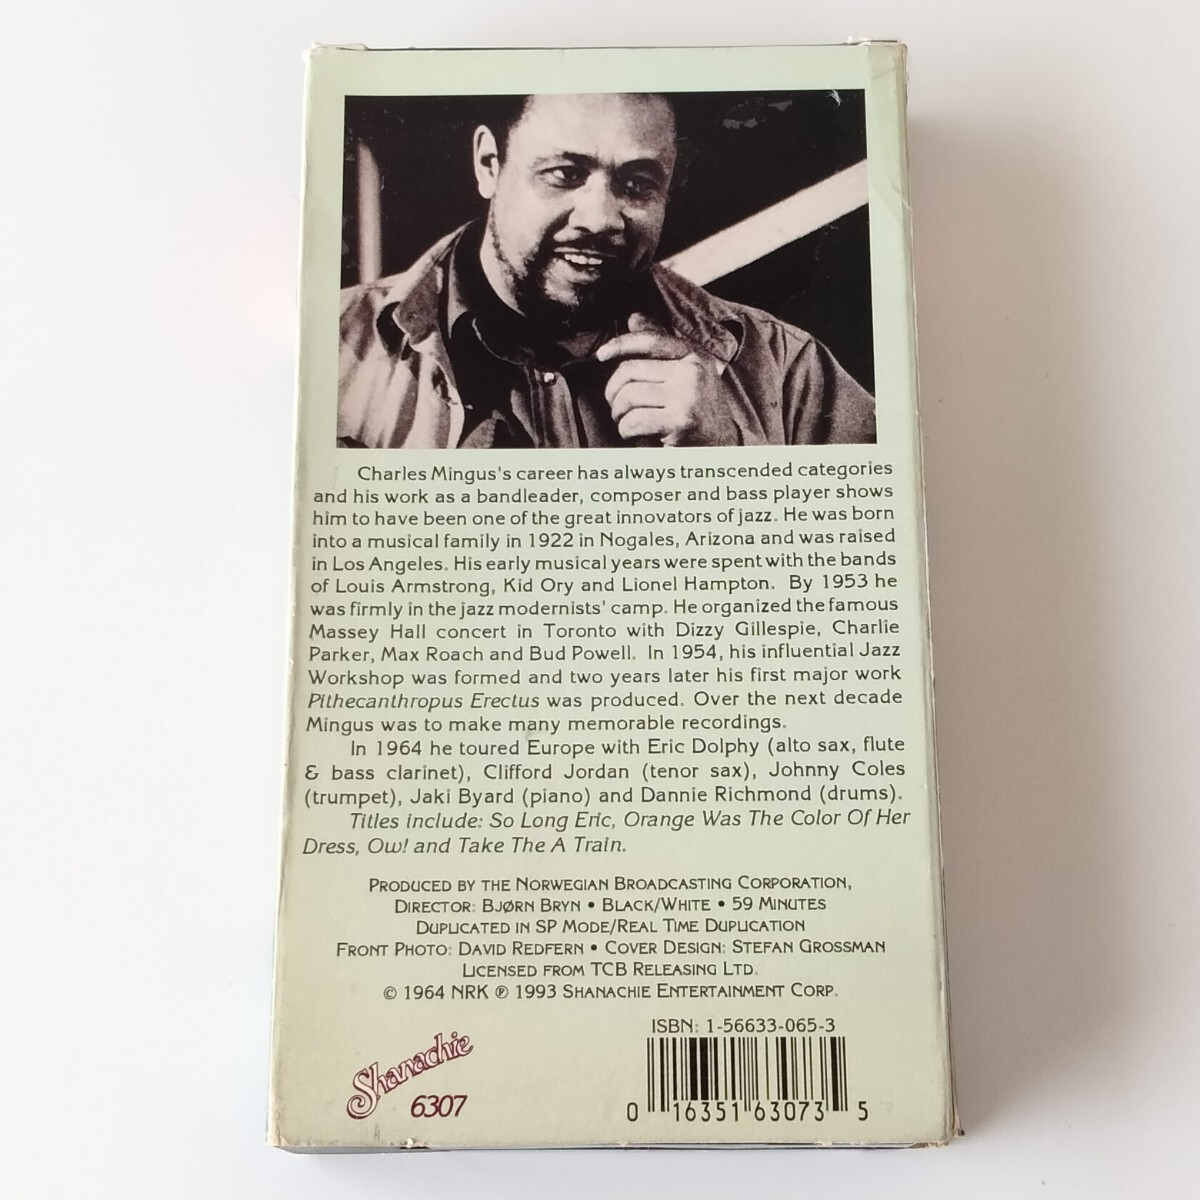 Charles Mingus's career has always transcended categories
and his work as a bandleader, composer and bass player shows
him to have been one of the great innovators of jazz. He was born
into a musical family in 1922 in Nogales, Arizona and was raised
in Los Angeles. His early musical years were spent with the bands
of Louis Armstrong, Kid Ory and Lionel Hampton. By 1953 he
was firmly in the jazz modernists' camp. He organized the famous
Massey Hall concert in Toronto with Dizzy Gillespie, Charlie
Parker, Max Roach and Bud Powell. In 1954, his influential Jazz
Workshop was formed and two years later his first major work
Pithecanthropus Erectus was produced. Over the next decade
Mingus was to make many memorable recordings.
In 1964 he toured Europe with Eric Dolphy (alto sax, flute
& bass clarinet), Clifford Jordan (tenor sax), Johnny Coles
(trumpet), Jaki Byard (piano) and Dannie Richmond (drums).
Titles include: So Long Eric, Orange Was The Color Of Her
Dress, Ow! and Take The A Train.
PRODUCED BY THE NORWEGIAN BROADCASTING CORPORATION,
DIRECTOR: BJØRN BRYN • BLACK/WHITE • 59 MINUTES
DUPLICATED IN SP MODE/REAL TIME DUPLICATION
FRONT PHOTO: DAVID REDFERN • COVER DESIGN: STEFAN GROSSMAN
LICENSED FROM TCB RELEASING LTD.
© 1964 NRK ℗ 1993 SHANACHIE ENTERTAINMENT CORP.
ISBN: 1-56633-065-3
Shanachie
6307
0 16351 63073 5